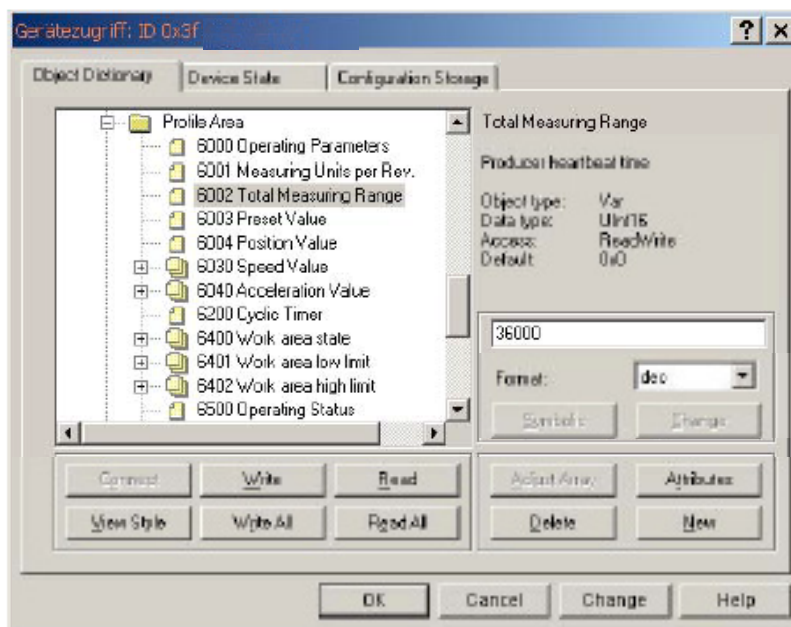 Gerätezugriff: ID 0x3f
Object Dictionary
Device State
Configuration Storage
Profile Area
6000 Operating Parameters
6001 Measuring Units per Rev.
6002 Total Measuring Range
6003 Preset Value
6004 Position Value
6030 Speed Value
6040 Acceleration Value
6200 Cyclic Timer
6400 Work area state
6401 Work area low limit
6402 Work area high limit
6500 Operating Status
Total Measuring Range
Producer heartbeat time
Object type: Var
Data type: UInt16
Access: ReadWrite
Default: 0x0
36000
Format: dec
Symbolic
Change
Connect
Write
Read
Adjust Array
Attributes
View Style
Write All
Read All
Delete
New
OK
Cancel
Change
Help